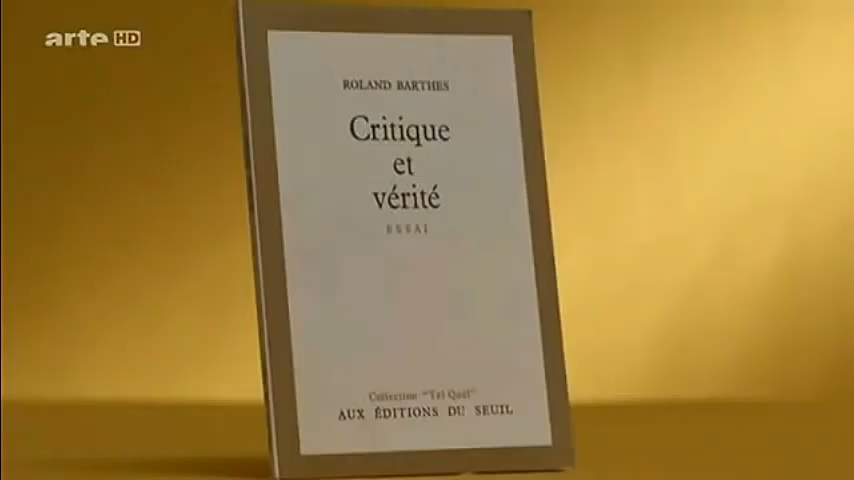 arte HD
ROLAND BARTHES
Critique
et
vérité
ESSAI
Collection "Tel Quel"
AUX ÉDITIONS DU SEUIL